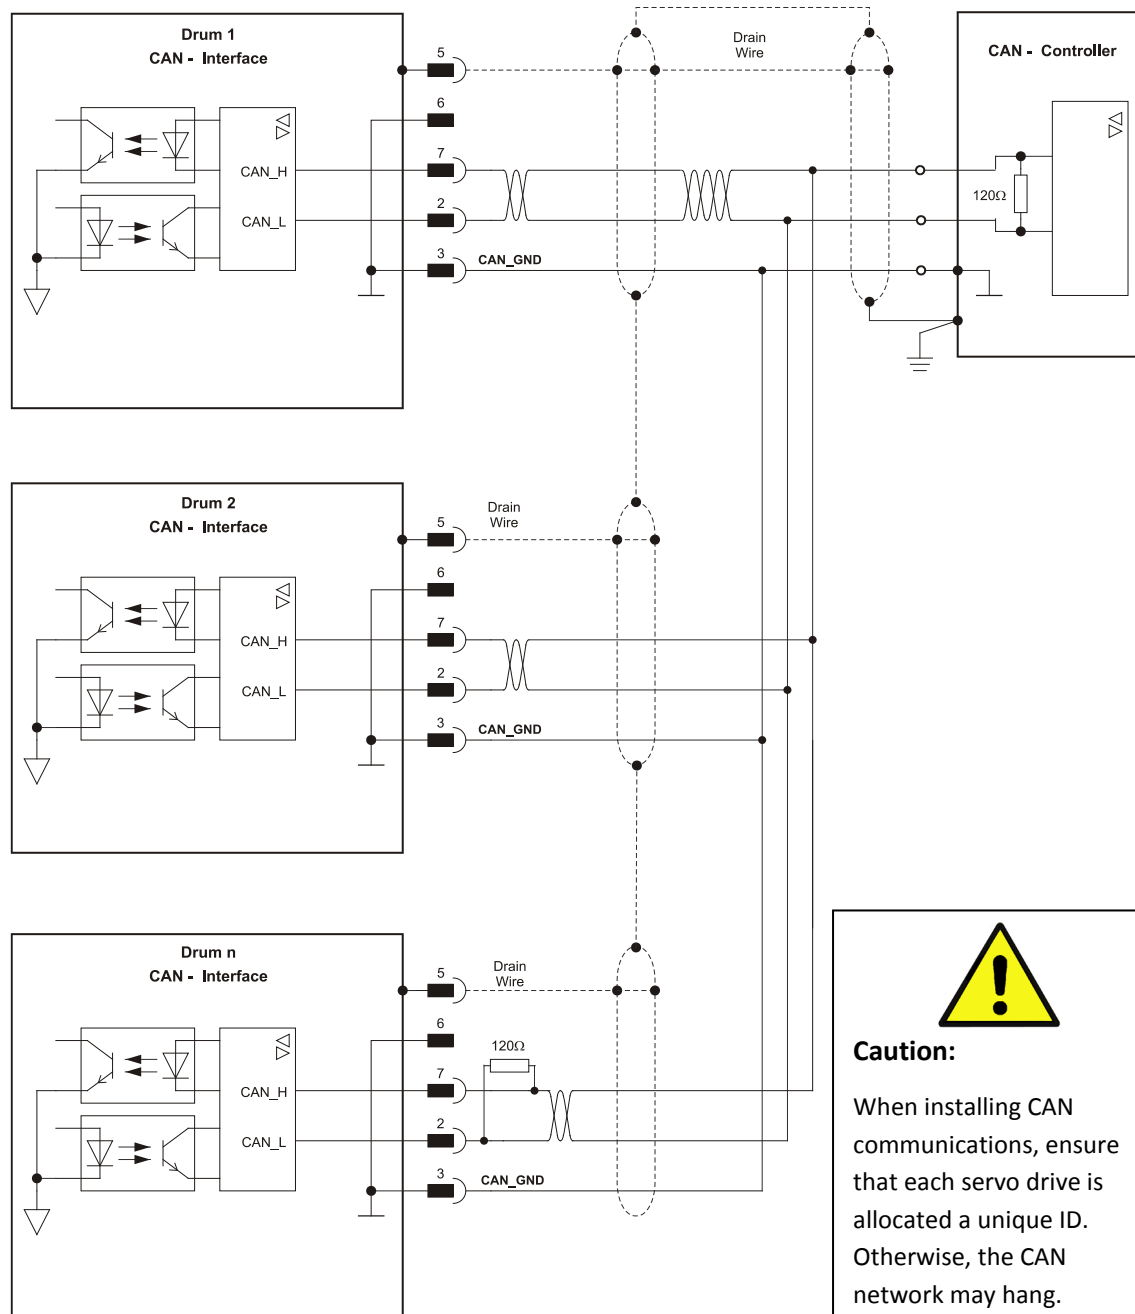 Drum 1
CAN - Interface
5
6
7
2
3
CAN_H
CAN_L
CAN_GND
Drain
Wire
CAN - Controller
120Ω
Drum 2
CAN - Interface
5
6
7
2
3
CAN_H
CAN_L
CAN_GND
Drain
Wire
Drum n
CAN - Interface
5
6
7
2
3
CAN_H
CAN_L
CAN_GND
Drain
Wire
120Ω
Caution:
When installing CAN
communications, ensure
that each servo drive is
allocated a unique ID.
Otherwise, the CAN
network may hang.